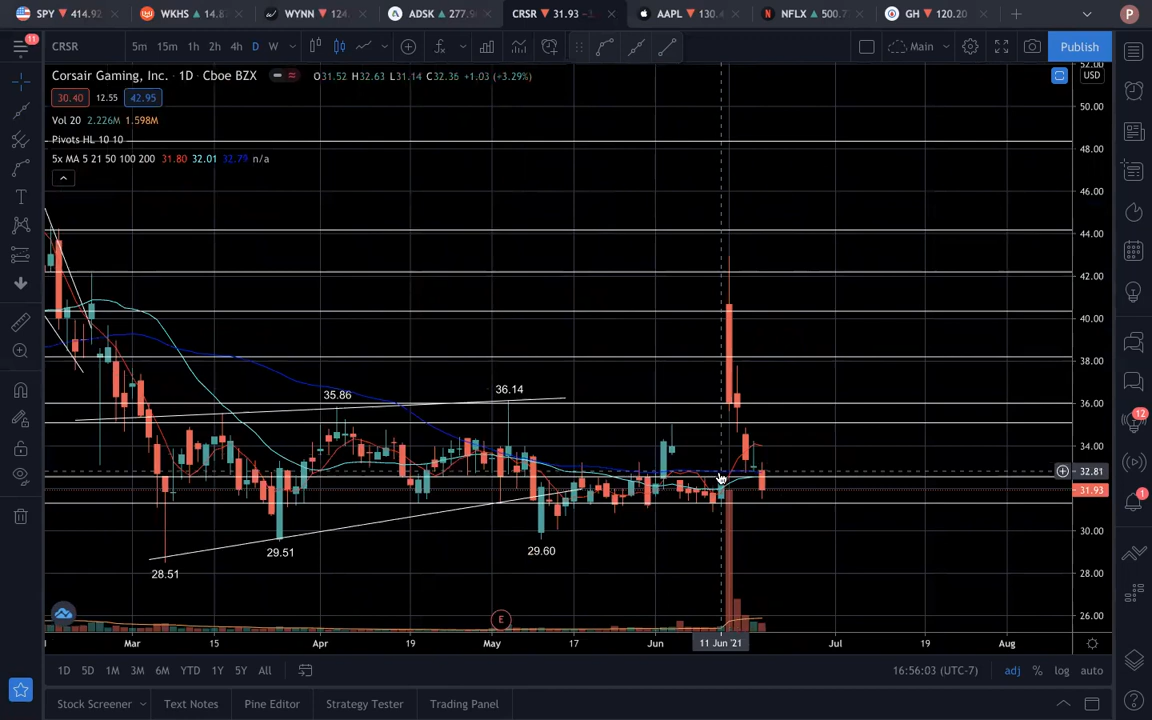 SPY 414.92
WKHS 14.8
WYNN 124.
ADSK 277.9
CRSR 31.93 -3.
AAPL 130.4
NFLX 500.7
GH 120.20
P
11
CRSR 5m 15m 1h 2h 4h D W Main Publish
Corsair Gaming, Inc. · 1D · Cboe BZX O31.52 H32.63 L31.14 C32.36 +1.03 (+3.29%)
30.40 12.55 42.95
Vol 20 2.226M 1.598M
Pivots HL 10 10
5x MA 5 21 50 100 200 31.80 32.01 32.79 n/a
52.00
USD
50.00
48.00
46.00
44.00
42.00
40.00
38.00
36.00
34.00
32.81
31.93
30.00
28.00
26.00
35.86
36.14
29.51
29.60
28.51
E
12
1
Mar 15 Apr 19 May 17 Jun 11 Jun '21 Jul 19 Aug
1D 5D 1M 3M 6M YTD 1Y 5Y All 16:56:03 (UTC-7) adj % log auto
Stock Screener Text Notes Pine Editor Strategy Tester Trading Panel